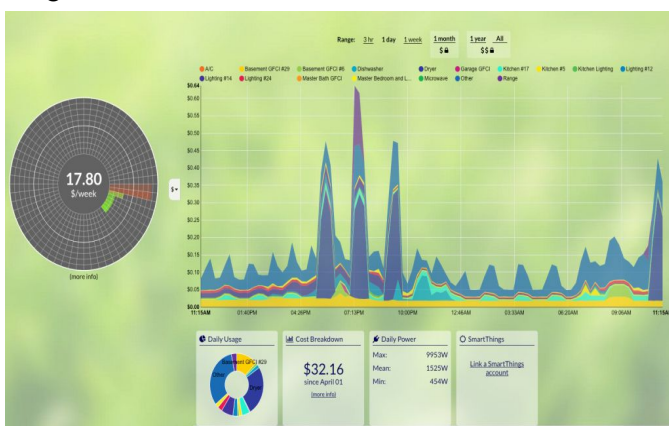 Range: 3 hr 1 day 1 week 1 month 1 year All
$ $$
A/C Basement GFCI #29 Basement GFCI #6 Dishwasher Dryer Garage GFCI Kitchen #17 Kitchen #5 Kitchen Lighting Lighting #12
Lighting #14 Lighting #24 Master Bath GFCI Master Bedroom and L... Microwave Other Range
$0.64
$0.55
$0.50
$0.45
$0.40
$0.35
$0.30
$0.25
$0.20
$0.15
$0.10
$0.08
$0.00
17.80
$/week
$
(more info)
11:15AM 01:40PM 04:26PM 07:13PM 10:00PM 12:46AM 03:33AM 06:20AM 09:06AM 11:15AM
Daily Usage
Basement GFCI #29
Other
Dryer
Cost Breakdown
$32.16
since April 01
(more info)
Daily Power
Max: 9953W
Mean: 1525W
Min: 454W
SmartThings
Link a SmartThings
account